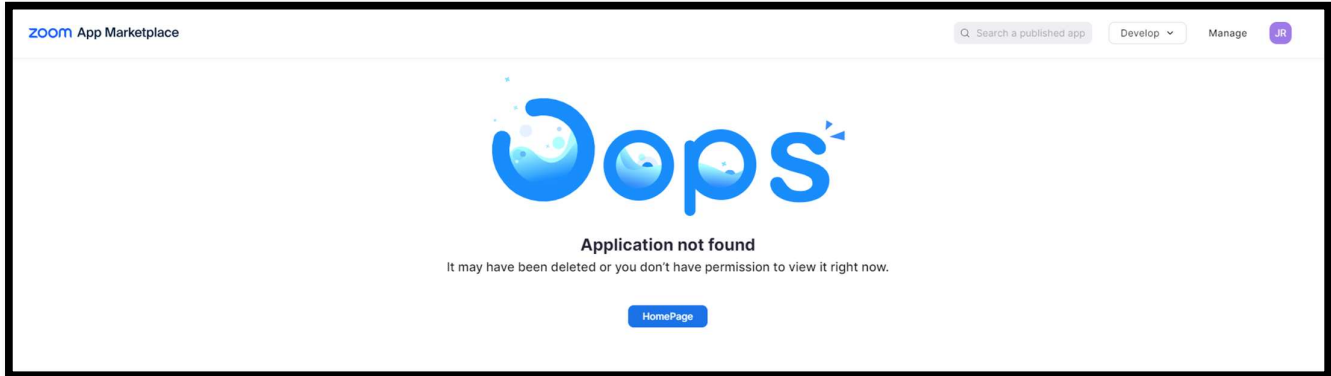 zoom App Marketplace
Search a published app
Develop
Manage
JR
Oops
Application not found
It may have been deleted or you don't have permission to view it right now.
HomePage